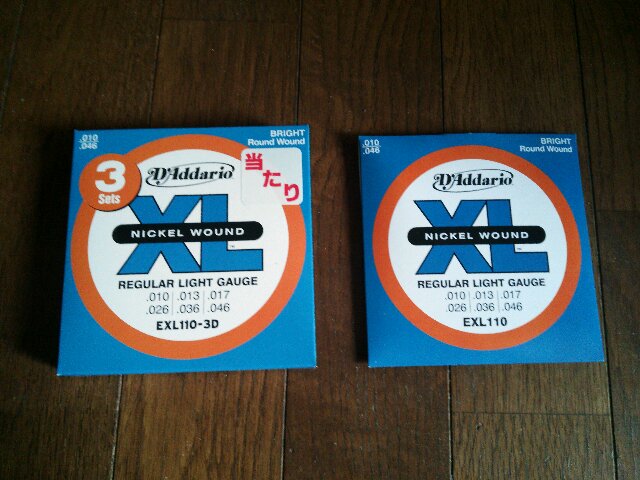 .010
.046
BRIGHT
Round Wound
3
Sets
当たり
D'Addario
XL
NICKEL WOUND
™
REGULAR LIGHT GAUGE
.010 .013 .017
.026 .036 .046
EXL110-3D
.010
.046
BRIGHT
Round Wound
D'Addario
XL
NICKEL WOUND
™
REGULAR LIGHT GAUGE
.010 .013 .017
.026 .036 .046
EXL110